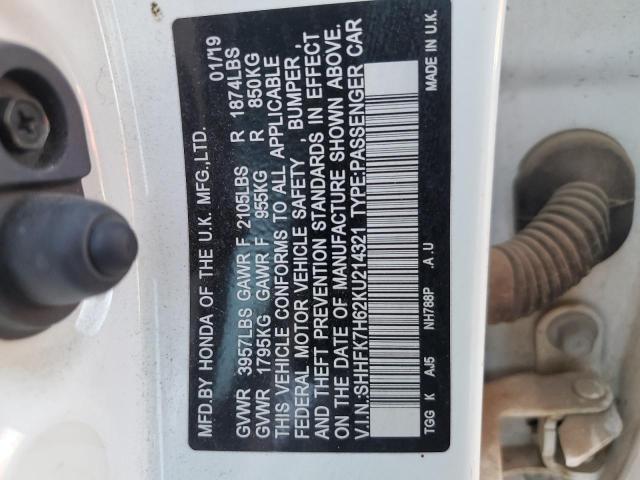 MFD.BY HONDA OF THE U.K. MFG.,LTD. 01/19
GVWR 3957LBS GAWR F 2105LBS R 1874LBS
GVWR 1795KG GAWR F 955KG R 850KG
THIS VEHICLE CONFORMS TO ALL APPLICABLE
FEDERAL MOTOR VEHICLE SAFETY , BUMPER ,
AND THEFT PREVENTION STANDARDS IN EFFECT
ON THE DATE OF MANUFACTURE SHOWN ABOVE.
V.I.N.:SHHFK7H62KU214321 TYPE:PASSENGER CAR
TGG K AJ5 NH788P .A.U MADE IN U.K.